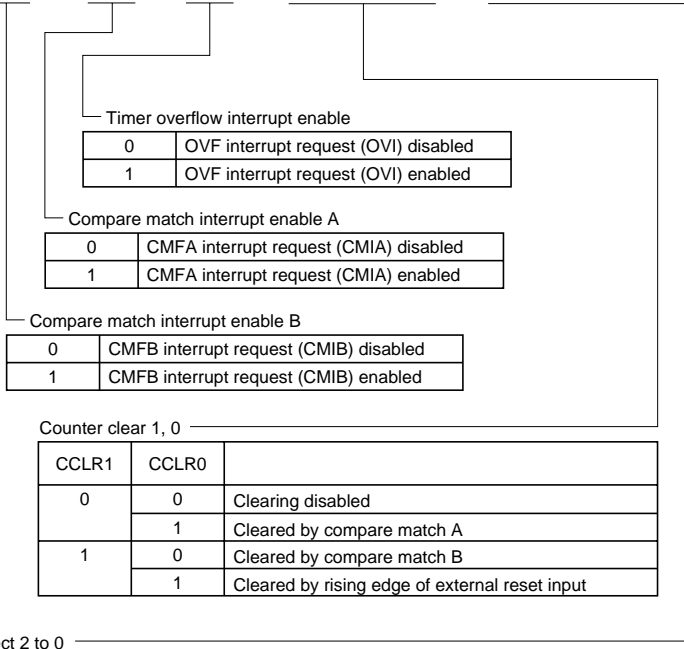 Timer overflow interrupt enable
0 OVF interrupt request (OVI) disabled
1 OVF interrupt request (OVI) enabled
Compare match interrupt enable A
0 CMFA interrupt request (CMIA) disabled
1 CMFA interrupt request (CMIA) enabled
Compare match interrupt enable B
0 CMFB interrupt request (CMIB) disabled
1 CMFB interrupt request (CMIB) enabled
Counter clear 1, 0
CCLR1 CCLR0
0 0 Clearing disabled
1 Cleared by compare match A
1 0 Cleared by compare match B
1 Cleared by rising edge of external reset input
2 to 0